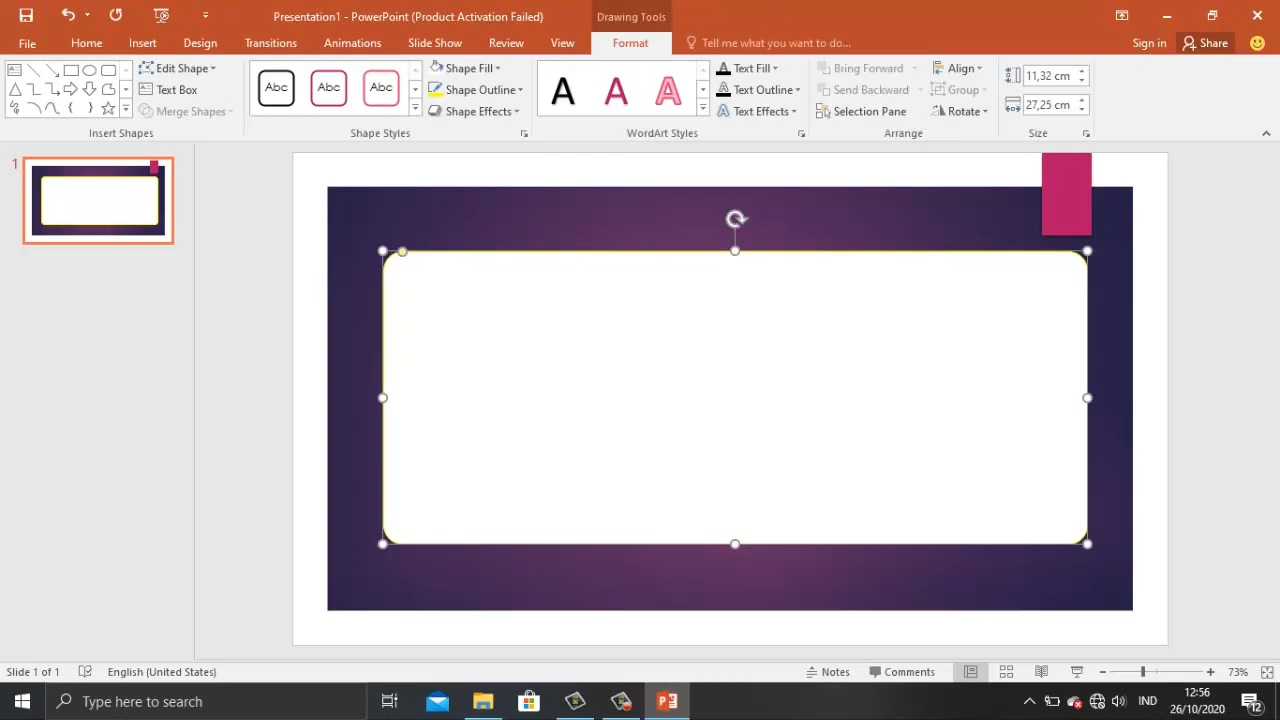 Presentation1 - PowerPoint (Product Activation Failed)
Drawing Tools
File
Home
Insert
Design
Transitions
Animations
Slide Show
Review
View
Format
Tell me what you want to do...
Sign in
Share
Edit Shape
Text Box
Merge Shapes
Insert Shapes
Abc
Abc
Abc
Shape Fill
Shape Outline
Shape Effects
Shape Styles
A
A
A
Text Fill
Text Outline
Text Effects
WordArt Styles
Bring Forward
Send Backward
Selection Pane
Align
Group
Rotate
Arrange
11,32 cm
27,25 cm
Size
1
Slide 1 of 1
English (United States)
Notes
Comments
73%
Type here to search
IND
12:56
26/10/2020
12